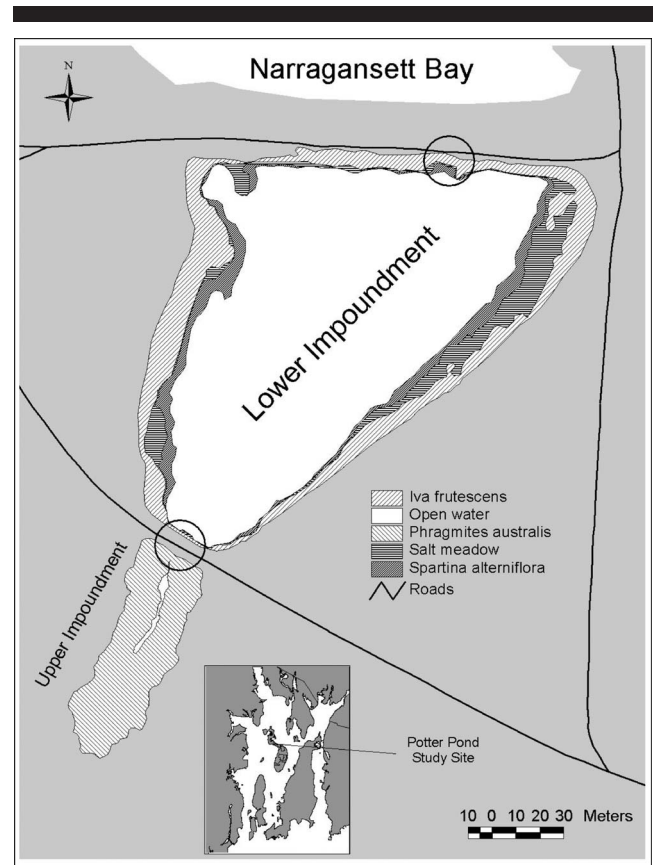 Narragansett Bay
N
Lower Impoundment
Iva frutescens
Open water
Phragmites australis
Salt meadow
Spartina alterniflora
Roads
Upper Impoundment
Potter Pond
Study Site
10 0 10 20 30 Meters